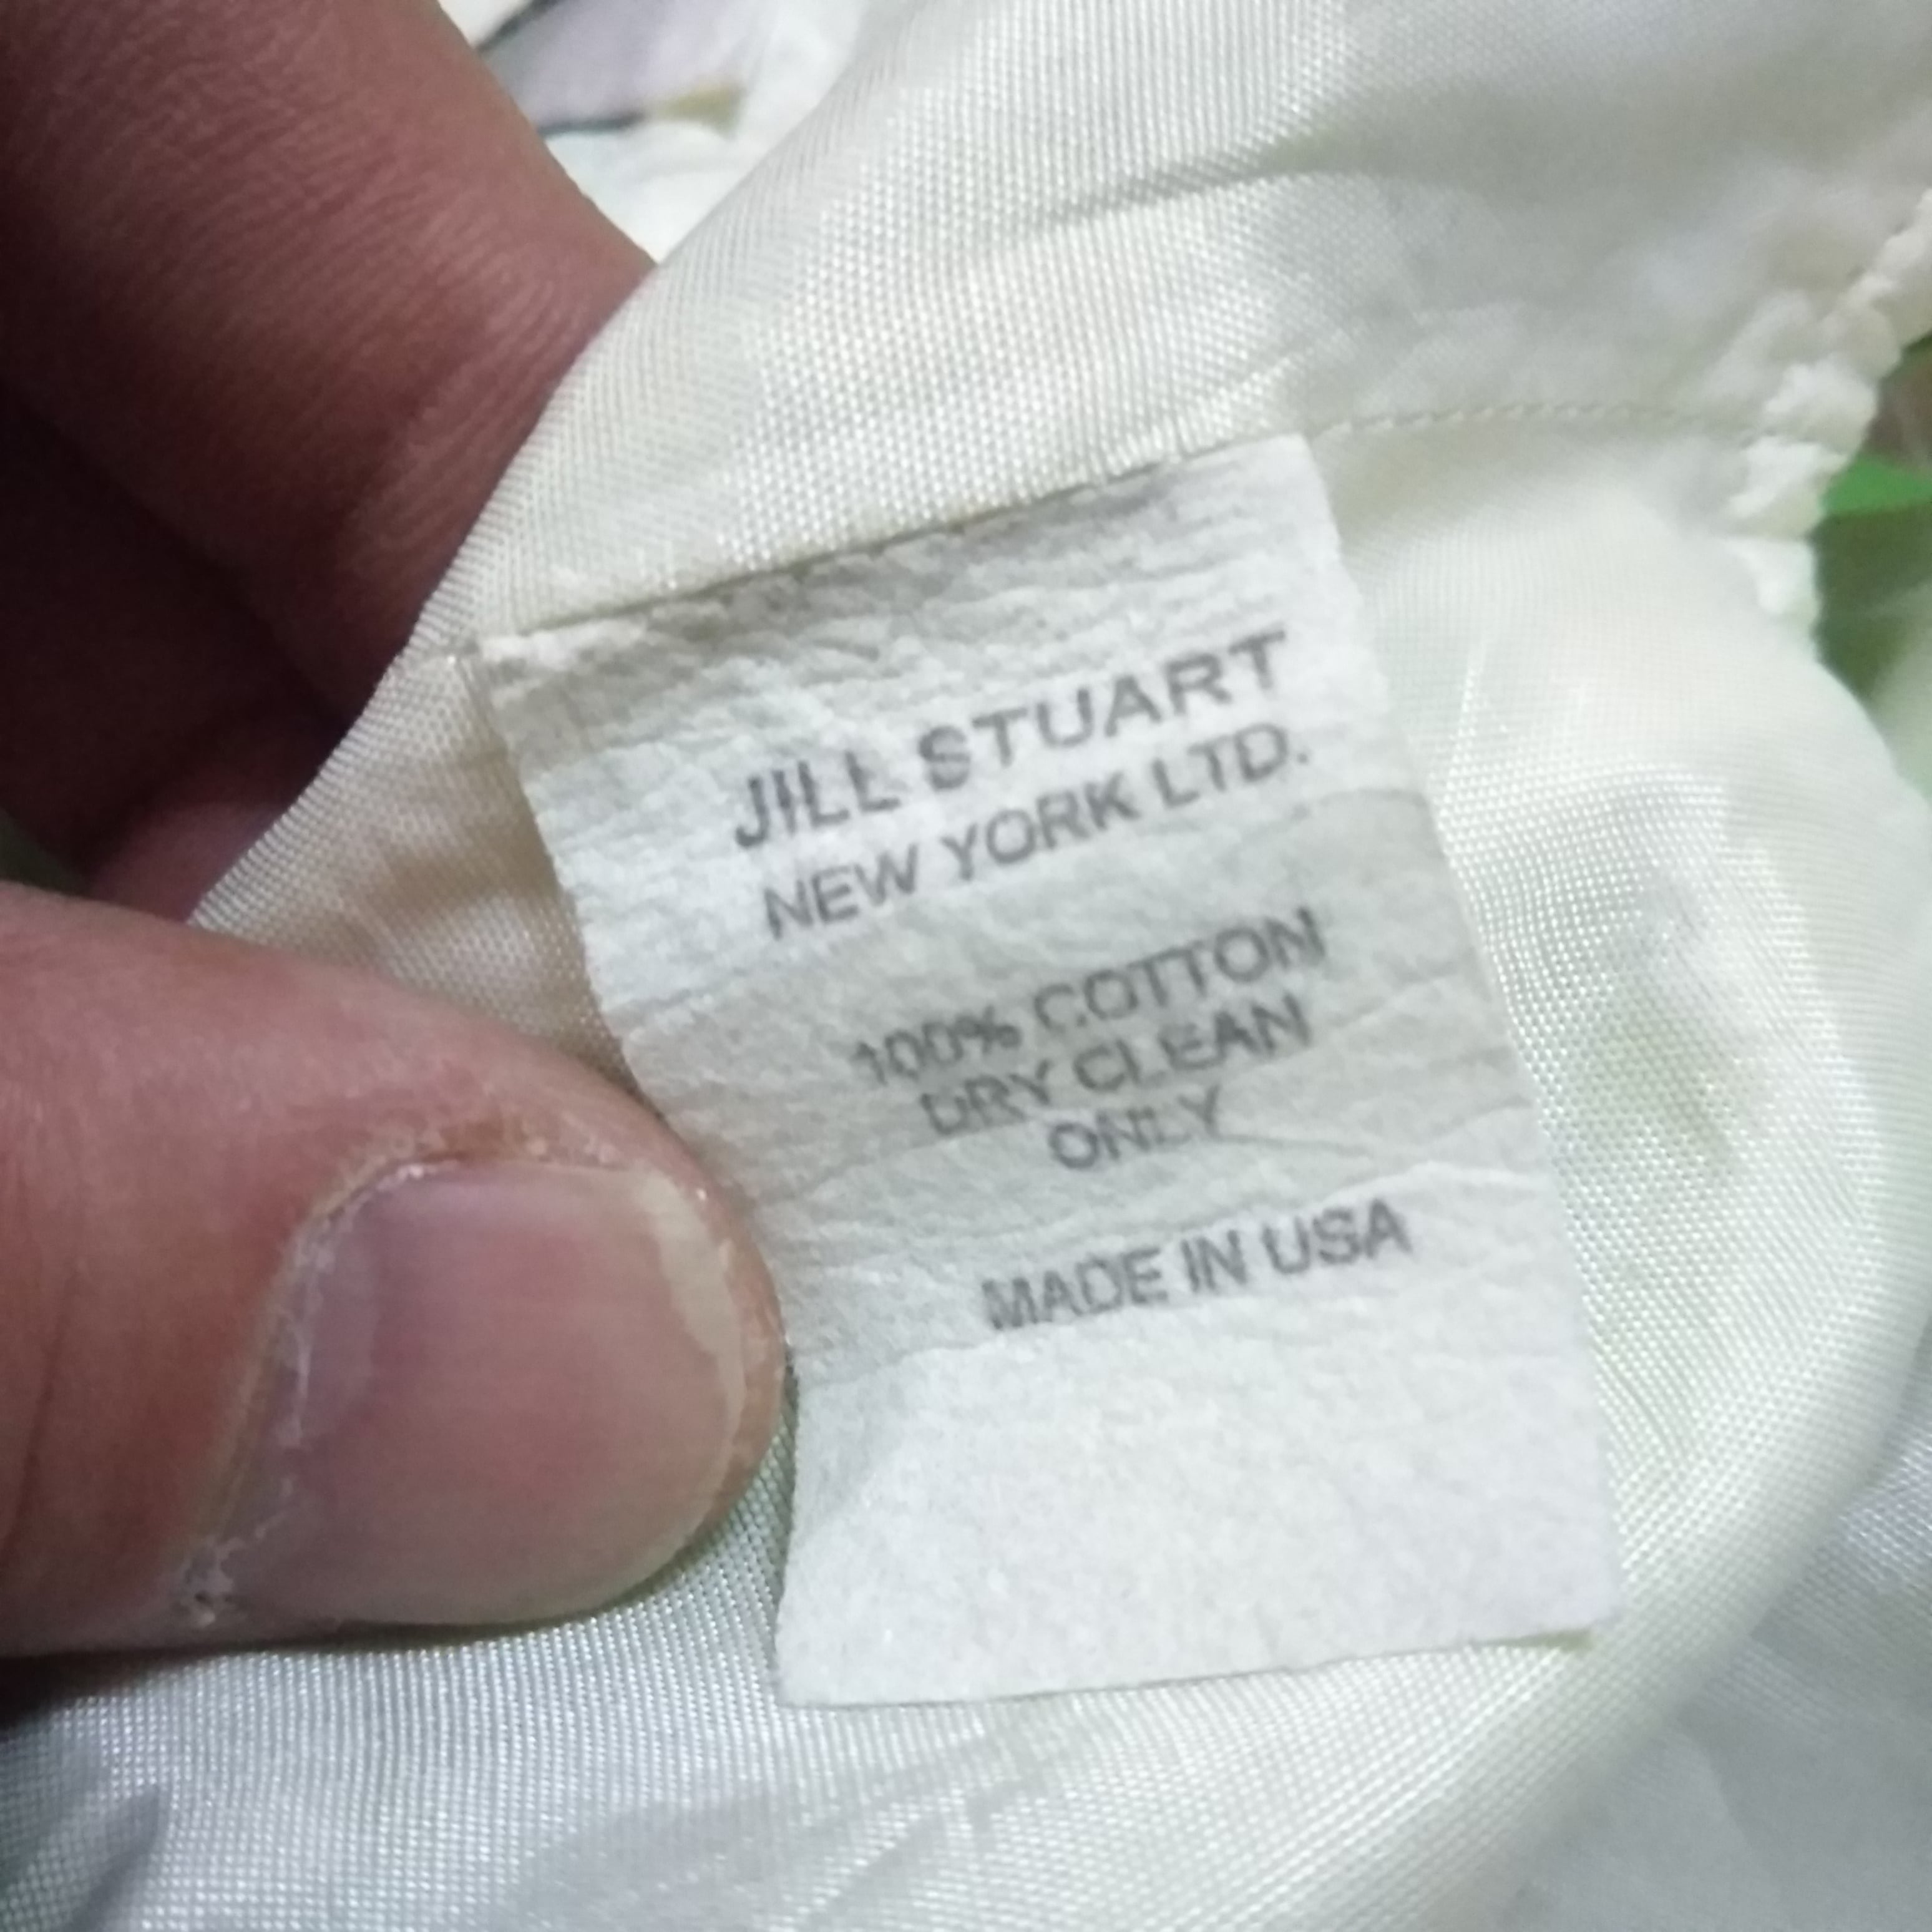 JILL STUART
NEW YORK LTD.
100% COTTON
DRY CLEAN
ONLY
MADE IN USA